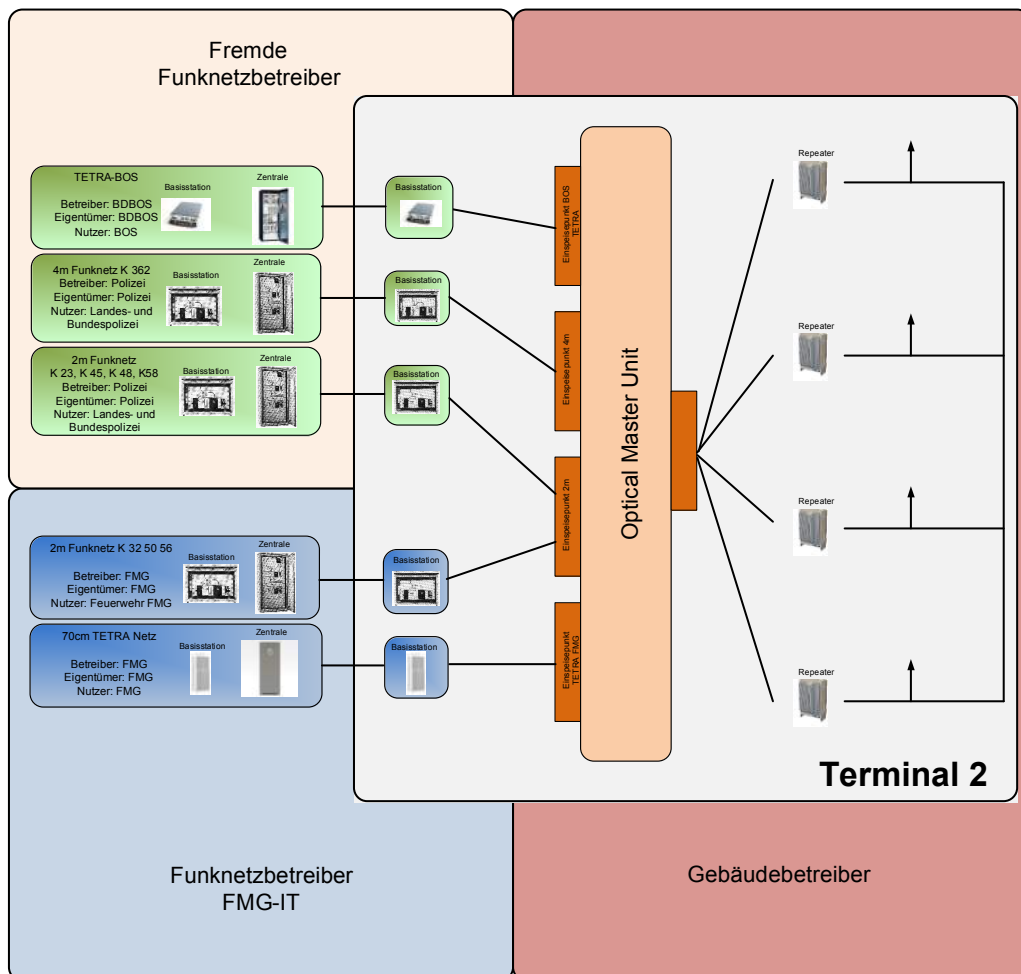 Fremde
Funknetzbetreiber
TETRA-BOS
Basisstation
Zentrale
Betreiber: BDBOS
Eigentümer: BDBOS
Nutzer: BOS
4m Funknetz K 362
Basisstation
Zentrale
Betreiber: Polizei
Eigentümer: Polizei
Nutzer: Landes- und
Bundespolizei
2m Funknetz
K 23, K 45, K 48, K58
Basisstation
Zentrale
Betreiber: Polizei
Eigentümer: Polizei
Nutzer: Landes- und
Bundespolizei
2m Funknetz K 32 50 56
Basisstation
Zentrale
Betreiber: FMG
Eigentümer: FMG
Nutzer: Feuerwehr FMG
70cm TETRA Netz
Basisstation
Zentrale
Betreiber: FMG
Eigentümer: FMG
Nutzer: FMG
Basisstation
Basisstation
Basisstation
Basisstation
Basisstation
Einspeisepunkt BOS
TETRA
Einspeisepunkt 4m
Einspeisepunkt 2m
Einspeisepunkt
TETRA FMG
Optical Master Unit
Repeater
Repeater
Repeater
Repeater
Terminal 2
Funknetzbetreiber
FMG-IT
Gebäudebetreiber